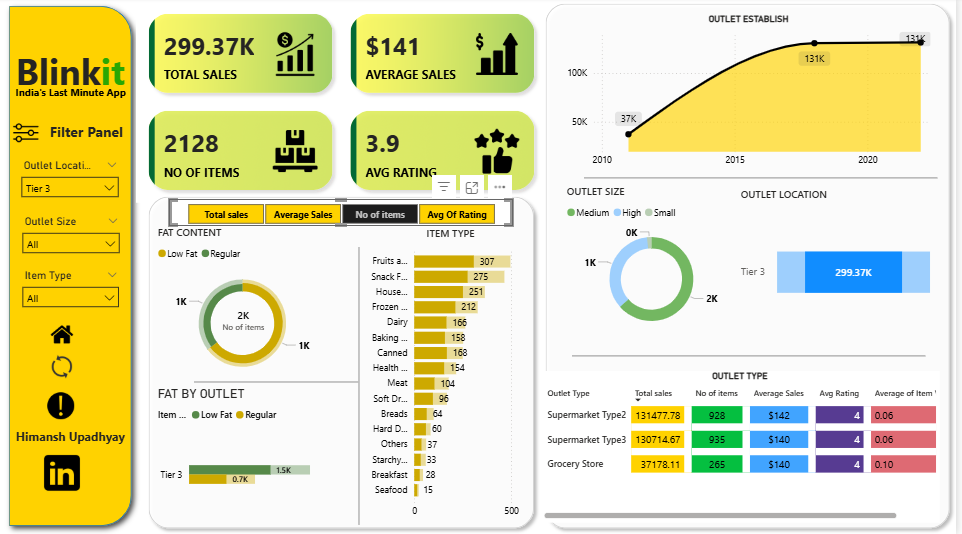 Blinkit
India's Last Minute App
Filter Panel
Outlet Locati...
Tier 3
Outlet Size
All
Item Type
All
Himansh Upadhyay
in
299.37K
TOTAL SALES
$
$141
AVERAGE SALES
$
2128
NO OF ITEMS
3.9
AVG RATING
Total sales
Average Sales
No of items
Avg Of Rating
FAT CONTENT
Low Fat Regular
1K
2K
No of items
1K
FAT BY OUTLET
Item ... Low Fat Regular
Tier 3
1.5K
0.7K
ITEM TYPE
Fruits a... 307
Snack F... 275
House... 251
Frozen ... 212
Dairy 166
Baking ... 158
Canned 168
Health ... 154
Meat 104
Soft Dr... 96
Breads 64
Hard D... 60
Others 37
Starchy... 33
Breakfast 28
Seafood 15
0 500
OUTLET ESTABLISH
131K
131K
100K
37K
50K
2010 2015 2020
OUTLET SIZE
Medium High Small
0K
1K
2K
OUTLET LOCATION
Tier 3 299.37K
OUTLET TYPE
Outlet Type Total sales No of items Average Sales Avg Rating Average of Item
Supermarket Type2 131477.78 928 $142 4 0.06
Supermarket Type3 130714.67 935 $140 4 0.06
Grocery Store 37178.11 265 $140 4 0.10